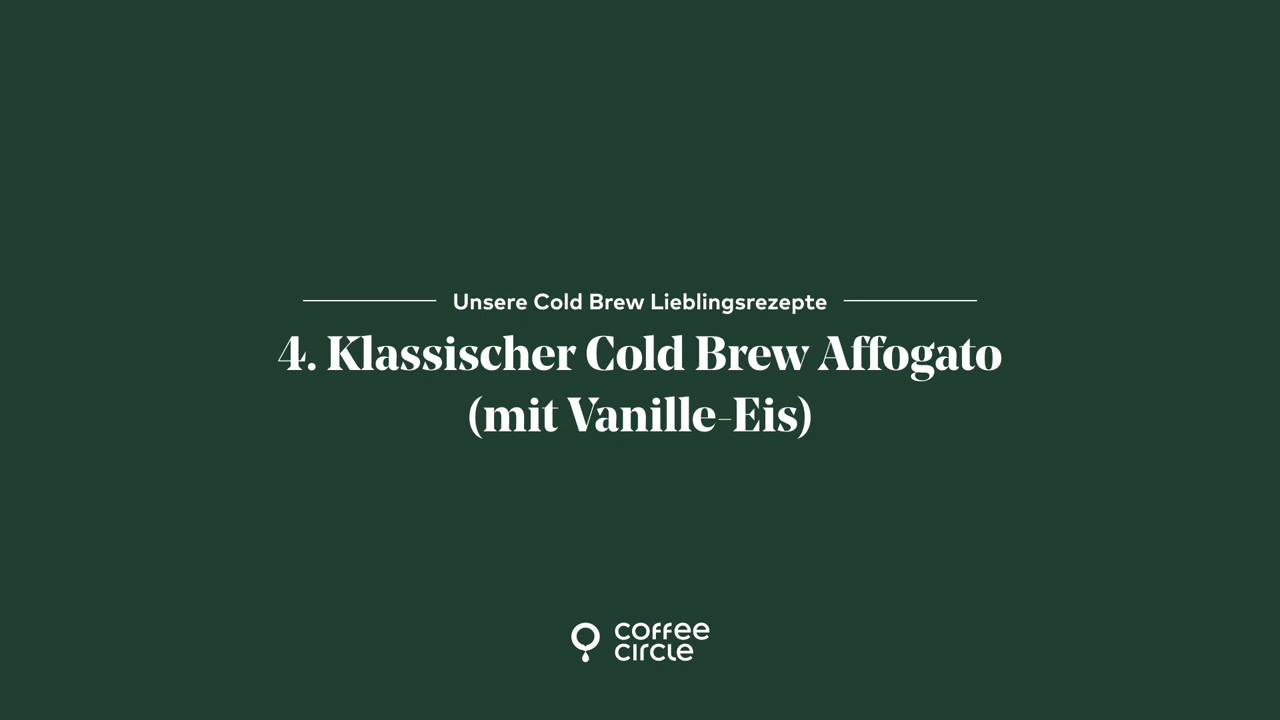 Unsere Cold Brew Lieblingsrezepte
4. Klassischer Cold Brew Affogato
(mit Vanille-Eis)
coffee
circle